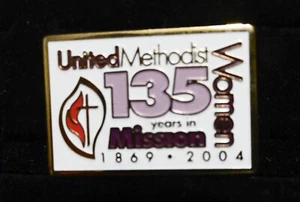 United Methodist
Women
135
years in
Mission
1869 • 2004